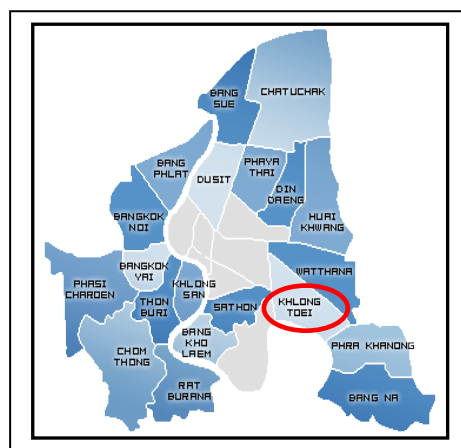 CHATUCHAK
BANG
SUE
BANG
PHLAT
DUSIT
PHAYA
THAI
DIN
DAENG
HUAI
KHWANG
BANGKOK
NOI
BANGKOK
YAI
WATTHANA
PHASI
CHAROEN
THON
BURI
KHLONG
SAN
SATHON
KHLONG
TOEI
BANG
KHO
LAEM
CHOM
THONG
PHRA KHANONG
RAT
BURANA
BANG NA